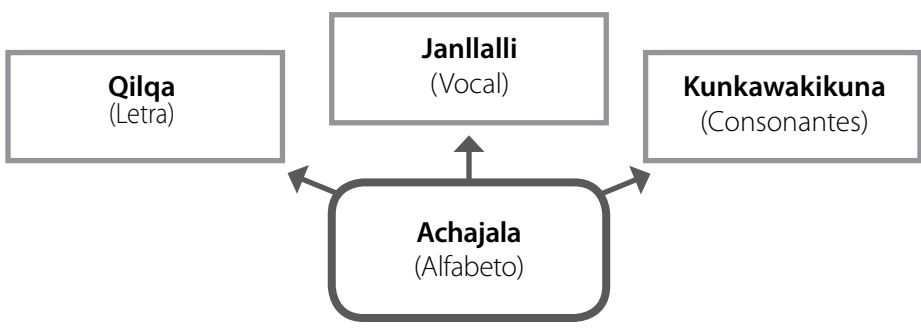 Qilqa
(Letra)
Janllalli
(Vocal)
Kunkawakikuna
(Consonantes)
Achajala
(Alfabeto)